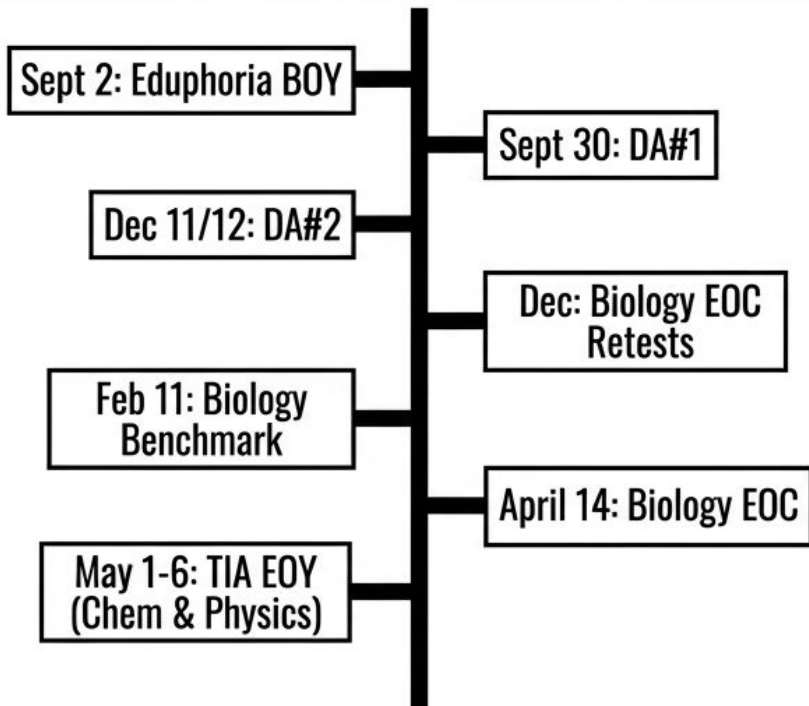 Sept 2: Eduphoria BOY
Sept 30: DA#1
Dec 11/12: DA#2
Dec: Biology EOC
Retests
Feb 11: Biology
Benchmark
April 14: Biology EOC
May 1-6: TIA EOY
(Chem & Physics)